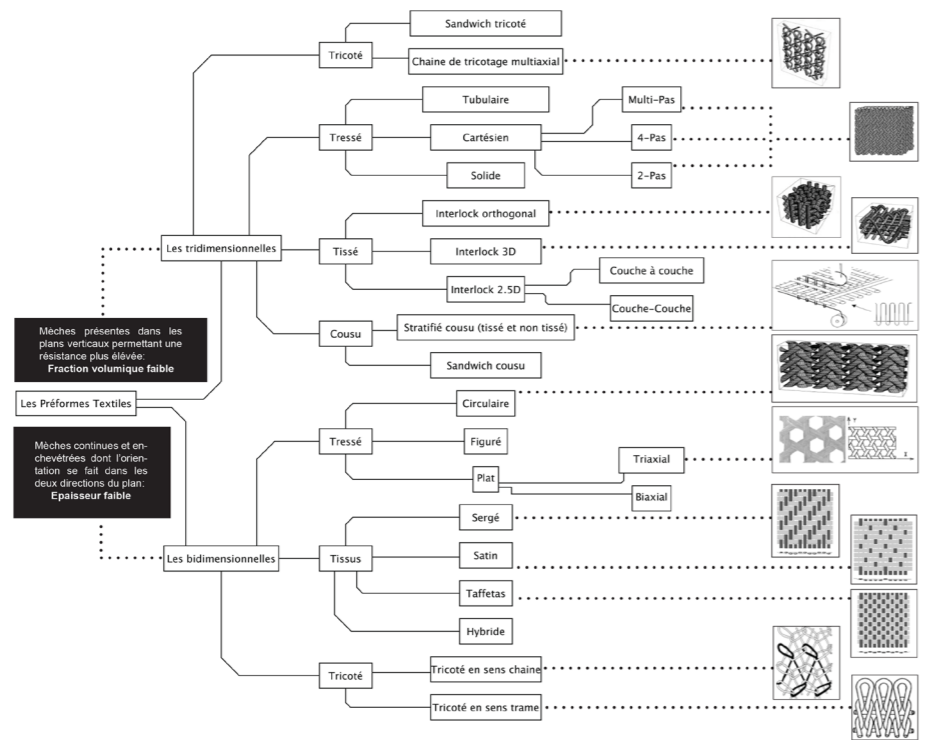 Sandwich tricoté
Tricoté
Chaine de tricotage multiaxial
Tubulaire
Multi-Pas
Tressé
Cartésien
4-Pas
Solide
2-Pas
Interlock orthogonal
Les tridimensionnelles
Tissé
Interlock 3D
Couche à couche
Interlock 2.5D
Couche-Couche
Mèches présentes dans les
plans verticaux permettant une
résistance plus élévée:
Fraction volumique faible
Cousu
Stratifié cousu (tissé et non tissé)
Sandwich cousu
Les Préformes Textiles
Circulaire
Mèches continues et en-
chevétrées dont l'orien-
tation se fait dans les
deux directions du plan:
Epaisseur faible
Tressé
Figuré
Triaxial
Plat
Biaxial
Sergé
Les bidimensionnelles
Tissus
Satin
Taffetas
Hybride
Tricoté
Tricoté en sens chaine
Tricoté en sens trame